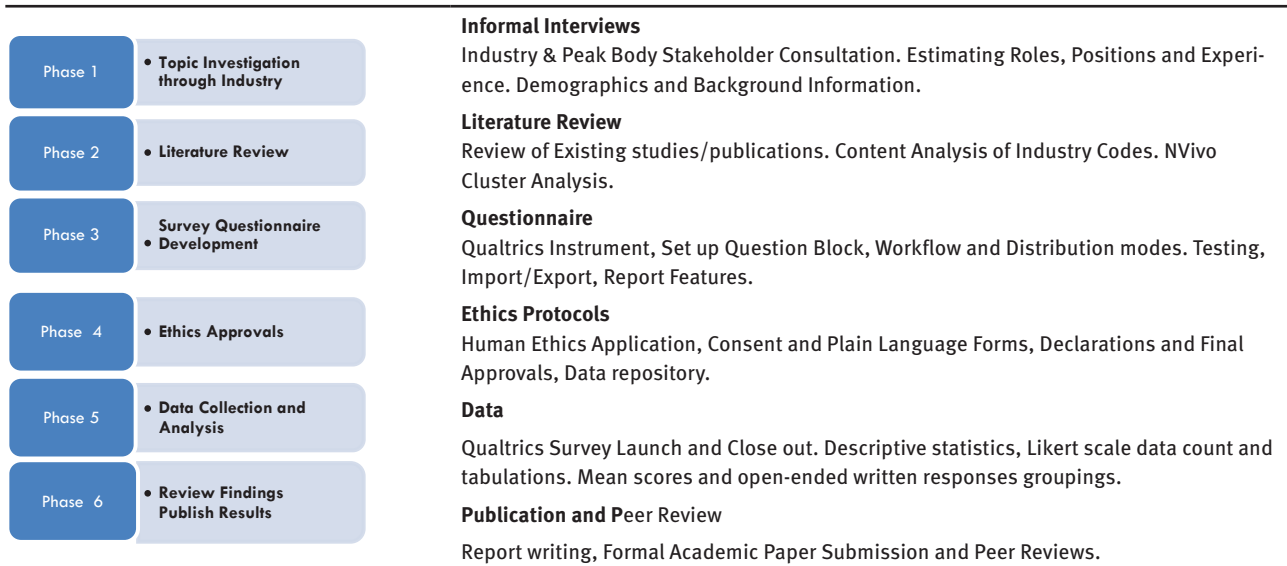 Phase 1
• Topic Investigation
through Industry
Informal Interviews
Industry & Peak Body Stakeholder Consultation. Estimating Roles, Positions and Experi-
ence. Demographics and Background Information.
Phase 2
• Literature Review
Literature Review
Review of Existing studies/publications. Content Analysis of Industry Codes. NVivo
Cluster Analysis.
Phase 3
Survey Questionnaire
• Development
Questionnaire
Qualtrics Instrument, Set up Question Block, Workflow and Distribution modes. Testing,
Import/Export, Report Features.
Phase 4
• Ethics Approvals
Ethics Protocols
Human Ethics Application, Consent and Plain Language Forms, Declarations and Final
Approvals, Data repository.
Phase 5
• Data Collection and
Analysis
Data
Qualtrics Survey Launch and Close out. Descriptive statistics, Likert scale data count and
tabulations. Mean scores and open-ended written responses groupings.
Phase 6
• Review Findings
Publish Results
Publication and Peer Review
Report writing, Formal Academic Paper Submission and Peer Reviews.